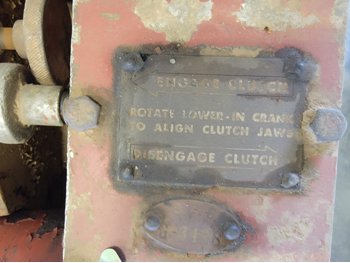 ENGAGE CLUTCH
ROTATE LOWER-IN CRANK
TO ALIGN CLUTCH JAWS
DISENGAGE CLUTCH